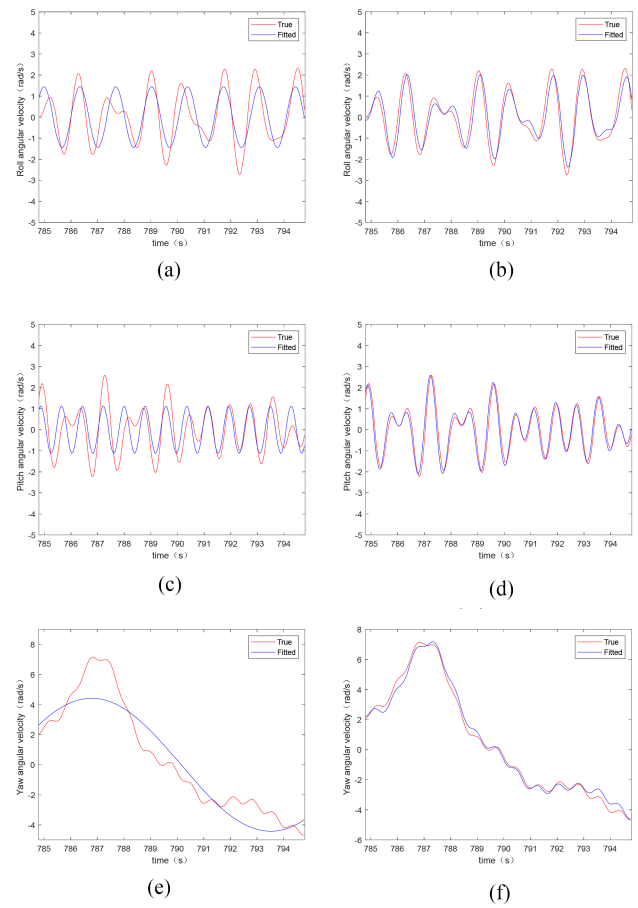 5
4
3
2
1
0
-1
-2
-3
-4
-5
Roll angular velocity（rad/s）
True
Fitted
785 786 787 788 789 790 791 792 793 794
time（s）
(a)
5
4
3
2
1
0
-1
-2
-3
-4
-5
Roll angular velocity（rad/s）
True
Fitted
785 786 787 788 789 790 791 792 793 794
time（s）
(b)
5
4
3
2
1
0
-1
-2
-3
-4
-5
Pitch angular velocity（rad/s）
True
Fitted
785 786 787 788 789 790 791 792 793 794
time（s）
(c)
5
4
3
2
1
0
-1
-2
-3
-4
-5
Pitch angular velocity（rad/s）
True
Fitted
785 786 787 788 789 790 791 792 793 794
time（s）
(d)
8
6
4
2
0
-2
-4
Yaw angular velocity（rad/s）
True
Fitted
785 786 787 788 789 790 791 792 793 794
time（s）
(e)
8
6
4
2
0
-2
-4
-6
Yaw angular velocity（rad/s）
True
Fitted
785 786 787 788 789 790 791 792 793 794
time（s）
(f)